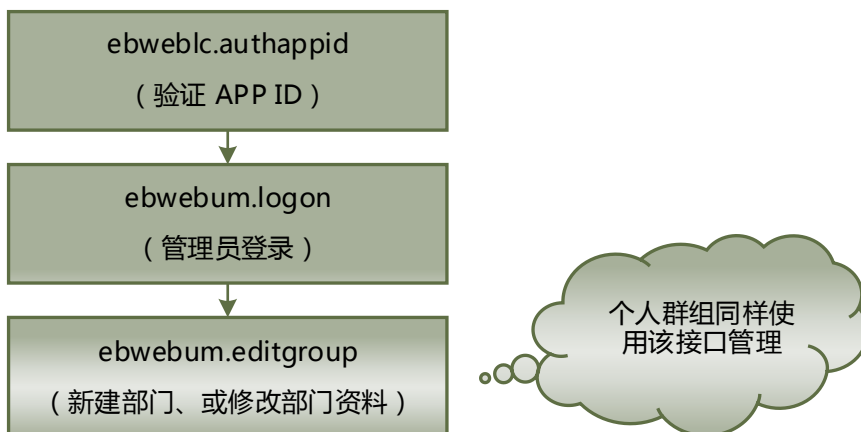 ebweblc.authappid
（验证 APP ID）
ebwebum.logon
（管理员登录）
ebwebum.editgroup
（新建部门、或修改部门资料）
个人群组同样使
用该接口管理